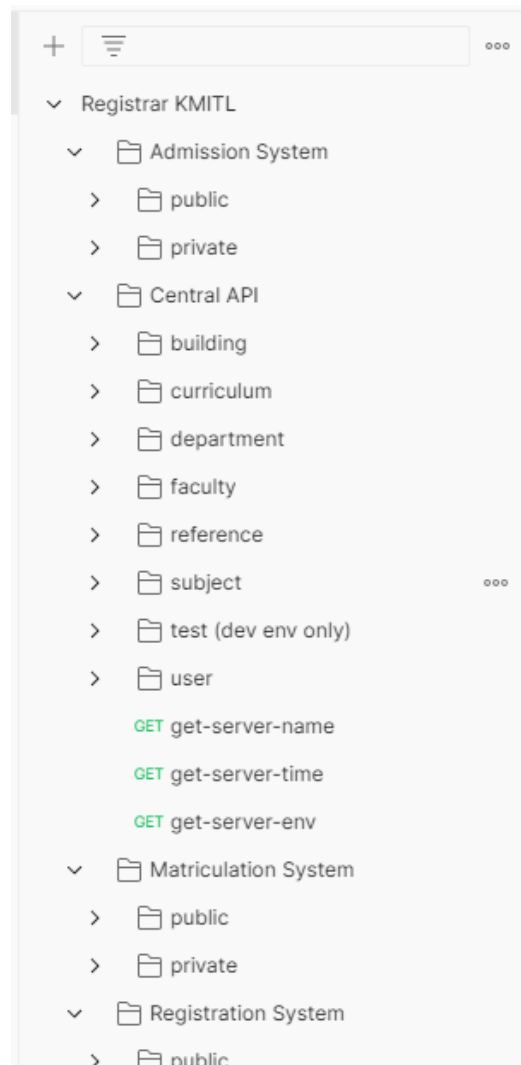 Registrar KMITL
Admission System
public
private
Central API
building
curriculum
department
faculty
reference
subject
test (dev env only)
user
GET get-server-name
GET get-server-time
GET get-server-env
Matriculation System
public
private
Registration System
public